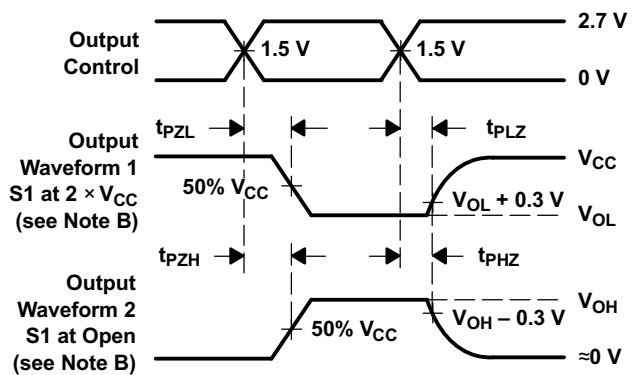 2.7 V
Output
Control
1.5 V
1.5 V
0 V
tPZL
tPLZ
Output
Waveform 1
S1 at 2 × VCC
(see Note B)
VCC
50% VCC
VOL + 0.3 V
VOL
tPZH
tPHZ
Output
Waveform 2
S1 at Open
(see Note B)
VOH
50% VCC
VOH – 0.3 V
≈0 V